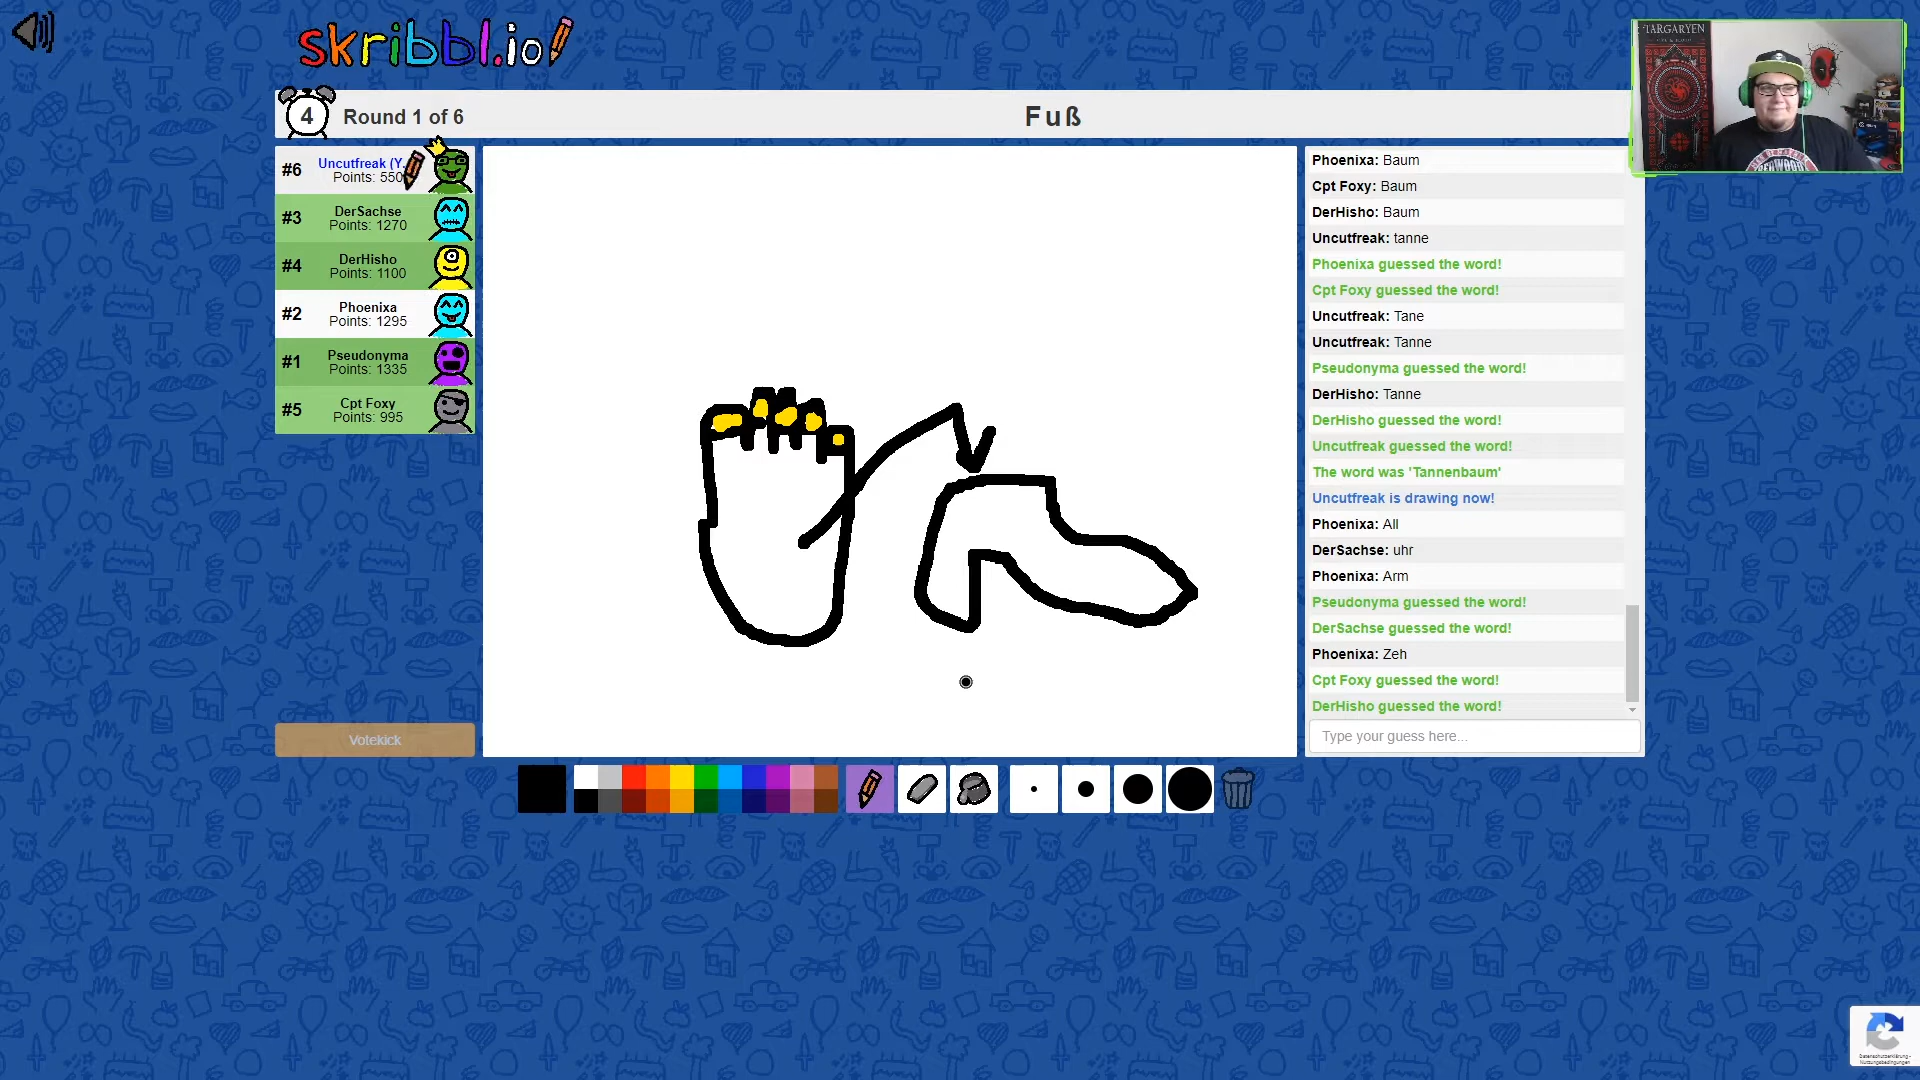 skribbl.io
TARGARYEN
4
Round 1 of 6
Fuß
#6
Uncutfreak (Y
Points: 550
#3
DerSachse
Points: 1270
#4
DerHisho
Points: 1100
#2
Phoenixa
Points: 1295
#1
Pseudonyma
Points: 1335
#5
Cpt Foxy
Points: 995
Votekick
Phoenixa: Baum
Cpt Foxy: Baum
DerHisho: Baum
Uncutfreak: tanne
Phoenixa guessed the word!
Cpt Foxy guessed the word!
Uncutfreak: Tane
Uncutfreak: Tanne
Pseudonyma guessed the word!
DerHisho: Tanne
DerHisho guessed the word!
Uncutfreak guessed the word!
The word was 'Tannenbaum'
Uncutfreak is drawing now!
Phoenixa: All
DerSachse: uhr
Phoenixa: Arm
Pseudonyma guessed the word!
DerSachse guessed the word!
Phoenixa: Zeh
Cpt Foxy guessed the word!
DerHisho guessed the word!
Type your guess here...
Datenschutzerklärung -
Nutzungsbedingungen